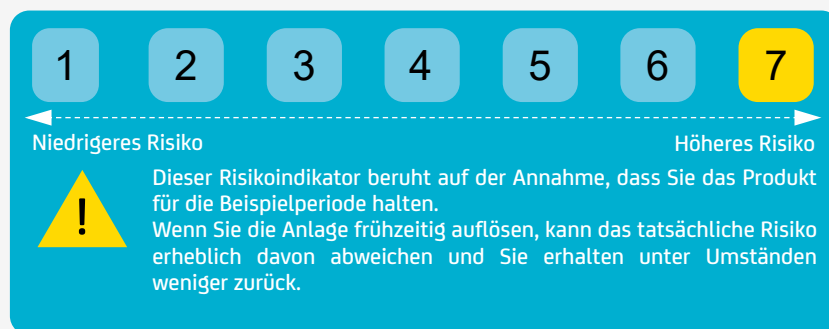 1 2 3 4 5 6 7
Niedrigeres Risiko Höheres Risiko
!
Dieser Risikoindikator beruht auf der Annahme, dass Sie das Produkt
für die Beispielperiode halten.
Wenn Sie die Anlage frühzeitig auflösen, kann das tatsächliche Risiko
erheblich davon abweichen und Sie erhalten unter Umständen
weniger zurück.